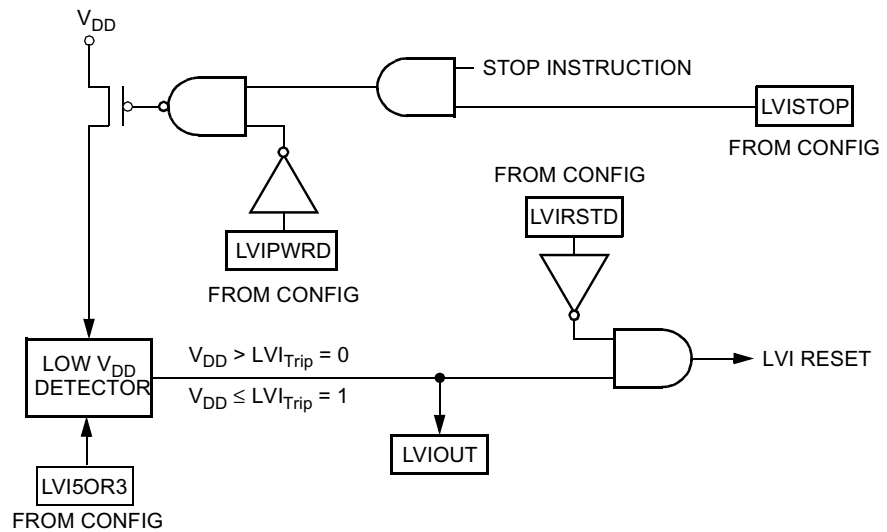 VDD
STOP INSTRUCTION
LVISTOP
FROM CONFIG
FROM CONFIG
LVIRSTD
LVIPWRD
FROM CONFIG
LOW VDD
DETECTOR
VDD > LVITrip = 0
VDD ≤ LVITrip = 1
LVI RESET
LVIOUT
LVI5OR3
FROM CONFIG